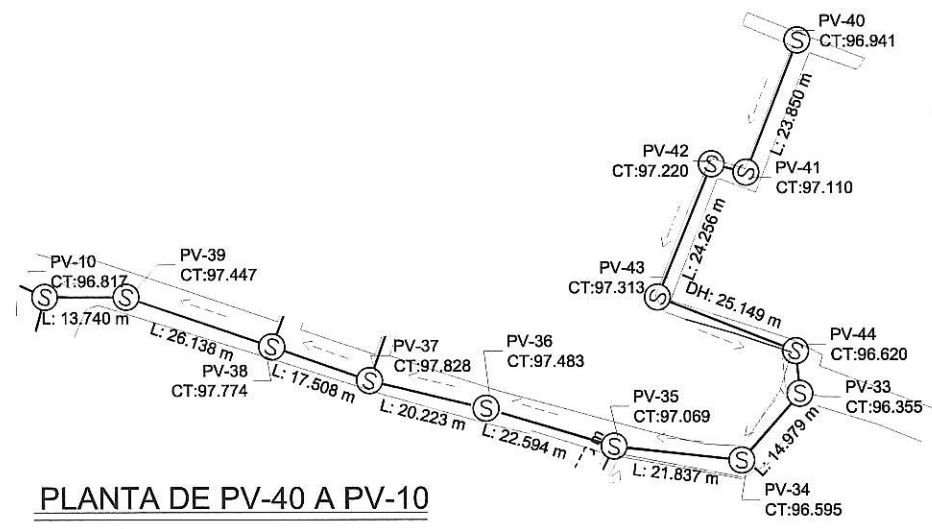 PV-40
CT:96.941
L: 23.850 m
PV-42
CT:97.220
PV-41
CT:97.110
L: 24.256 m
PV-43
CT:97.313
DH: 25.149 m
PV-10
CT:96.817
PV-39
CT:97.447
L: 13.740 m
L: 26.138 m
PV-38
CT:97.774
L: 17.508 m
PV-37
CT:97.828
L: 20.223 m
PV-36
CT:97.483
L: 22.594 m
PV-35
CT:97.069
L: 21.837 m
PV-44
CT:96.620
PV-33
CT:96.355
L: 14.979 m
PV-34
CT:96.595
S
S
S
S
S
S
S
S
S
S
S
S
S
PLANTA DE PV-40 A PV-10